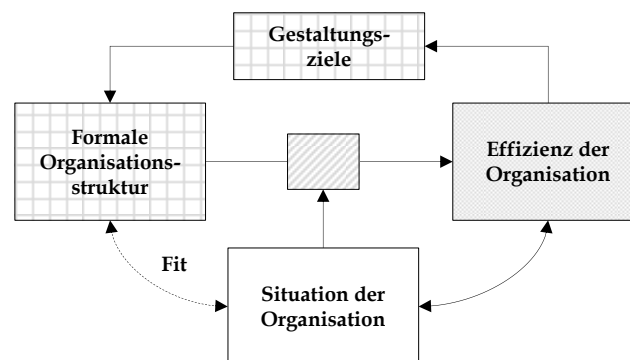 Gestaltungs-
ziele
Formale
Organisations-
struktur
Effizienz der
Organisation
Fit
Situation der
Organisation